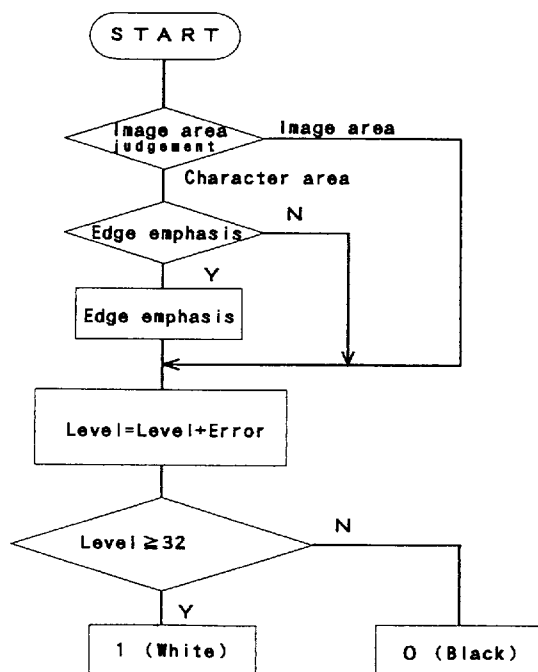 START
Image area
Image area
judgement
Character area
N
Edge emphasis
Y
Edge emphasis
Level=Level+Error
N
Level≧32
Y
1 (White)
0 (Black)